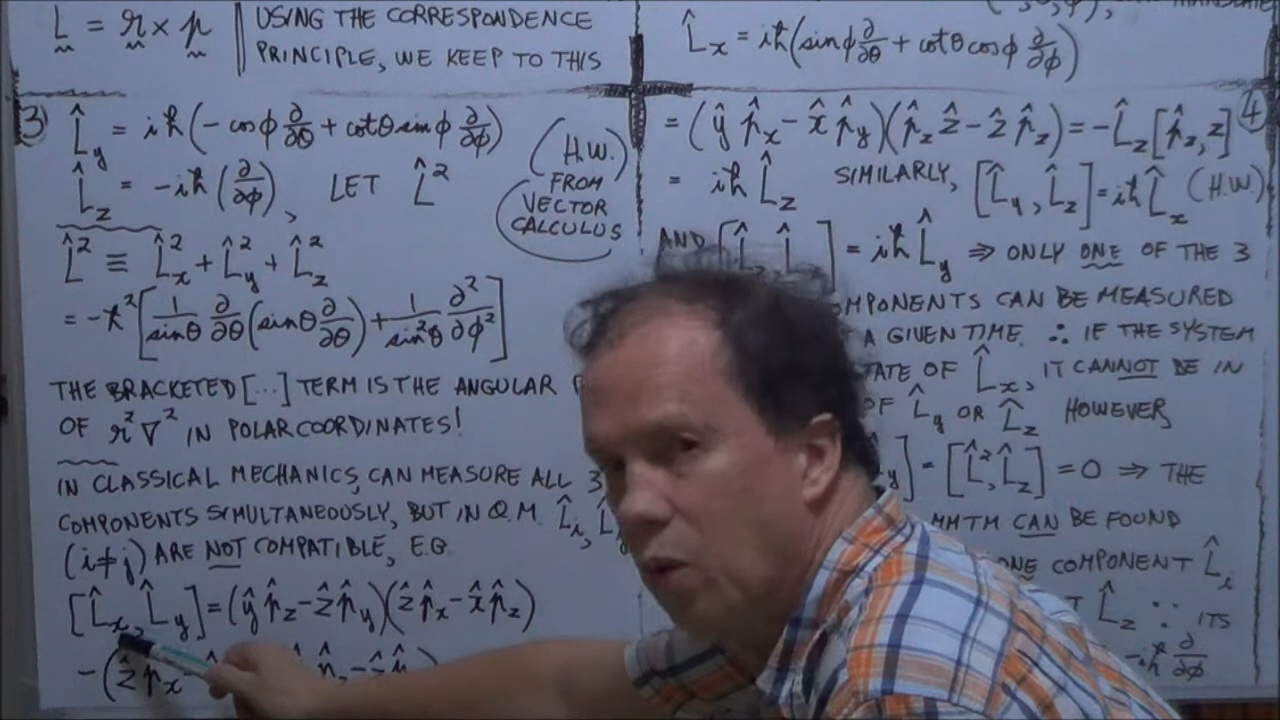 L = r × p
USING THE CORRESPONDENCE
PRINCIPLE, WE KEEP TO THIS
L̂x = iħ(sinϕ ∂/∂θ + cotθ cosϕ ∂/∂ϕ)
3
L̂y = iħ(-cosϕ ∂/∂θ + cotθ sinϕ ∂/∂ϕ)
L̂z = -iħ(∂/∂ϕ), LET L̂²
(H.W.)
FROM
VECTOR
CALCULUS
L̂² ≡ L̂x² + L̂y² + L̂z²
= -ħ²[1/sinθ ∂/∂θ(sinθ ∂/∂θ) + 1/sin²θ ∂²/∂ϕ²]
THE BRACKETED [...] TERM IS THE ANGULAR
OF r²∇² IN POLAR COORDINATES!
IN CLASSICAL MECHANICS, CAN MEASURE ALL 3
COMPONENTS SIMULTANEOUSLY, BUT IN Q.M. L̂i, L̂
(i≠j) ARE NOT COMPATIBLE, E.G.
[L̂x, L̂y] = (ŷp̂z - ẑp̂y)(ẑp̂x - x̂p̂z)
-(ẑp̂x -
4
= (ŷp̂x - x̂p̂y)(p̂zẑ - ẑp̂z) = -L̂z[p̂z, z]
= iħL̂z SIMILARLY, [L̂y, L̂z] = iħL̂x (H.W.)
AND [L̂ L̂ ] = iħL̂y ⇒ ONLY ONE OF THE 3
MPONENTS CAN BE MEASURED
A GIVEN TIME. ∴ IF THE SYSTEM
TATE OF L̂x, IT CANNOT BE IN
OF L̂y OR L̂z HOWEVER
y] = [L̂², L̂z] = 0 ⇒ THE
MMTM CAN BE FOUND
ONE COMPONENT L̂i
L̂z ∵ ITS
-iħ ∂/∂ϕ